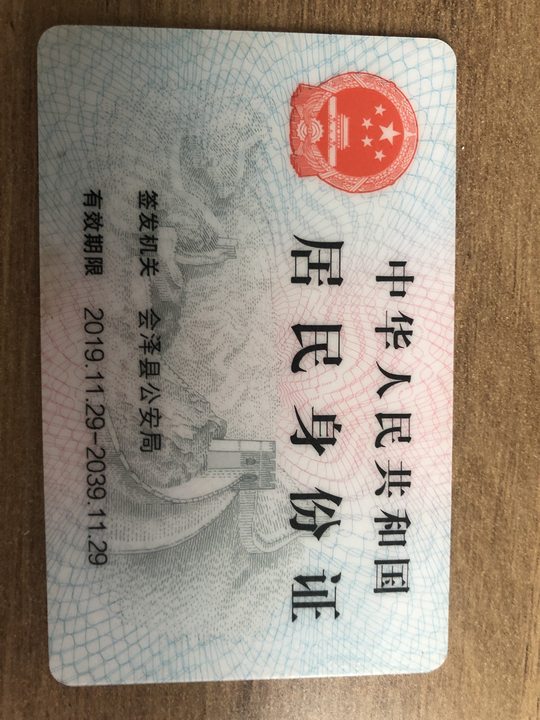 中华人民共和国
居民身份证
签发机关 会泽县公安局
有效期限 2019.11.29-2039.11.29